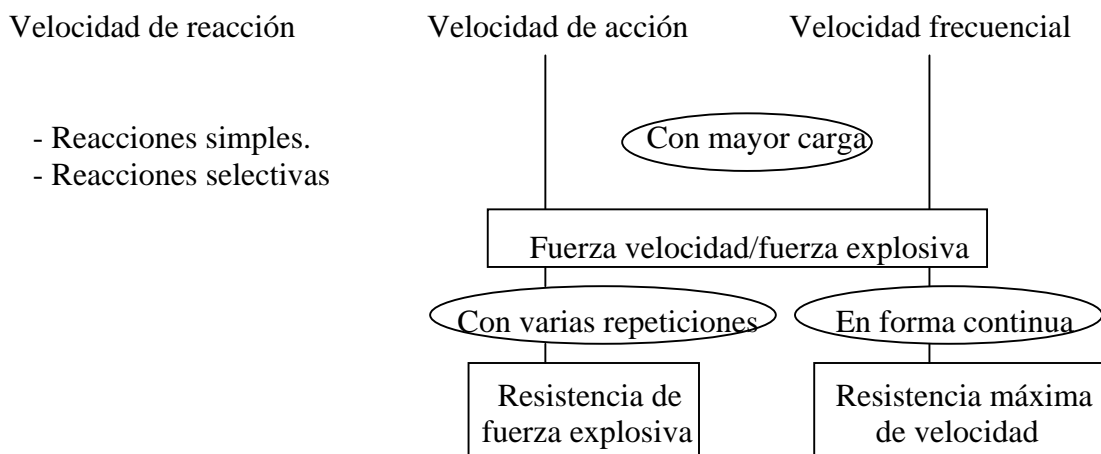 Velocidad de reacción Velocidad de acción Velocidad frecuencial
- Reacciones simples.
Con mayor carga
- Reacciones selectivas
Fuerza velocidad/fuerza explosiva
Con varias repeticiones En forma continua
Resistencia de
fuerza explosiva
Resistencia máxima
de velocidad